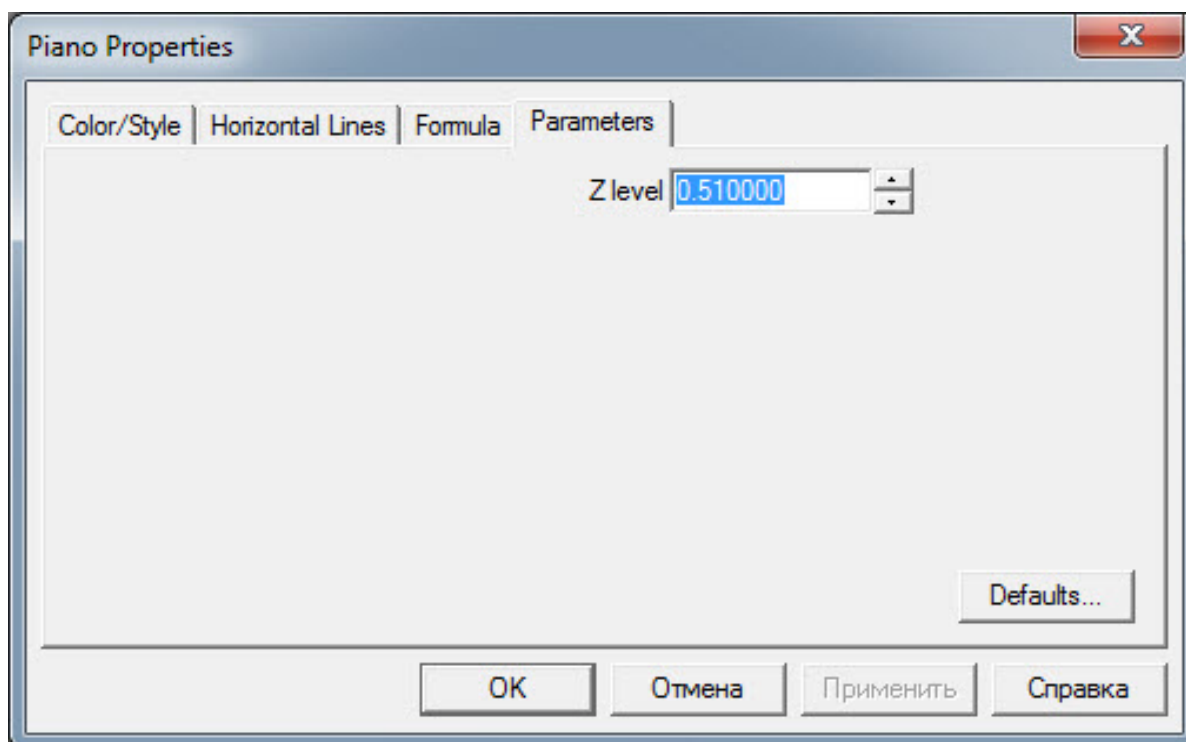 Piano Properties
Color/Style Horizontal Lines Formula Parameters
Z level 0.510000
Defaults...
OK Отмена Применить Справка